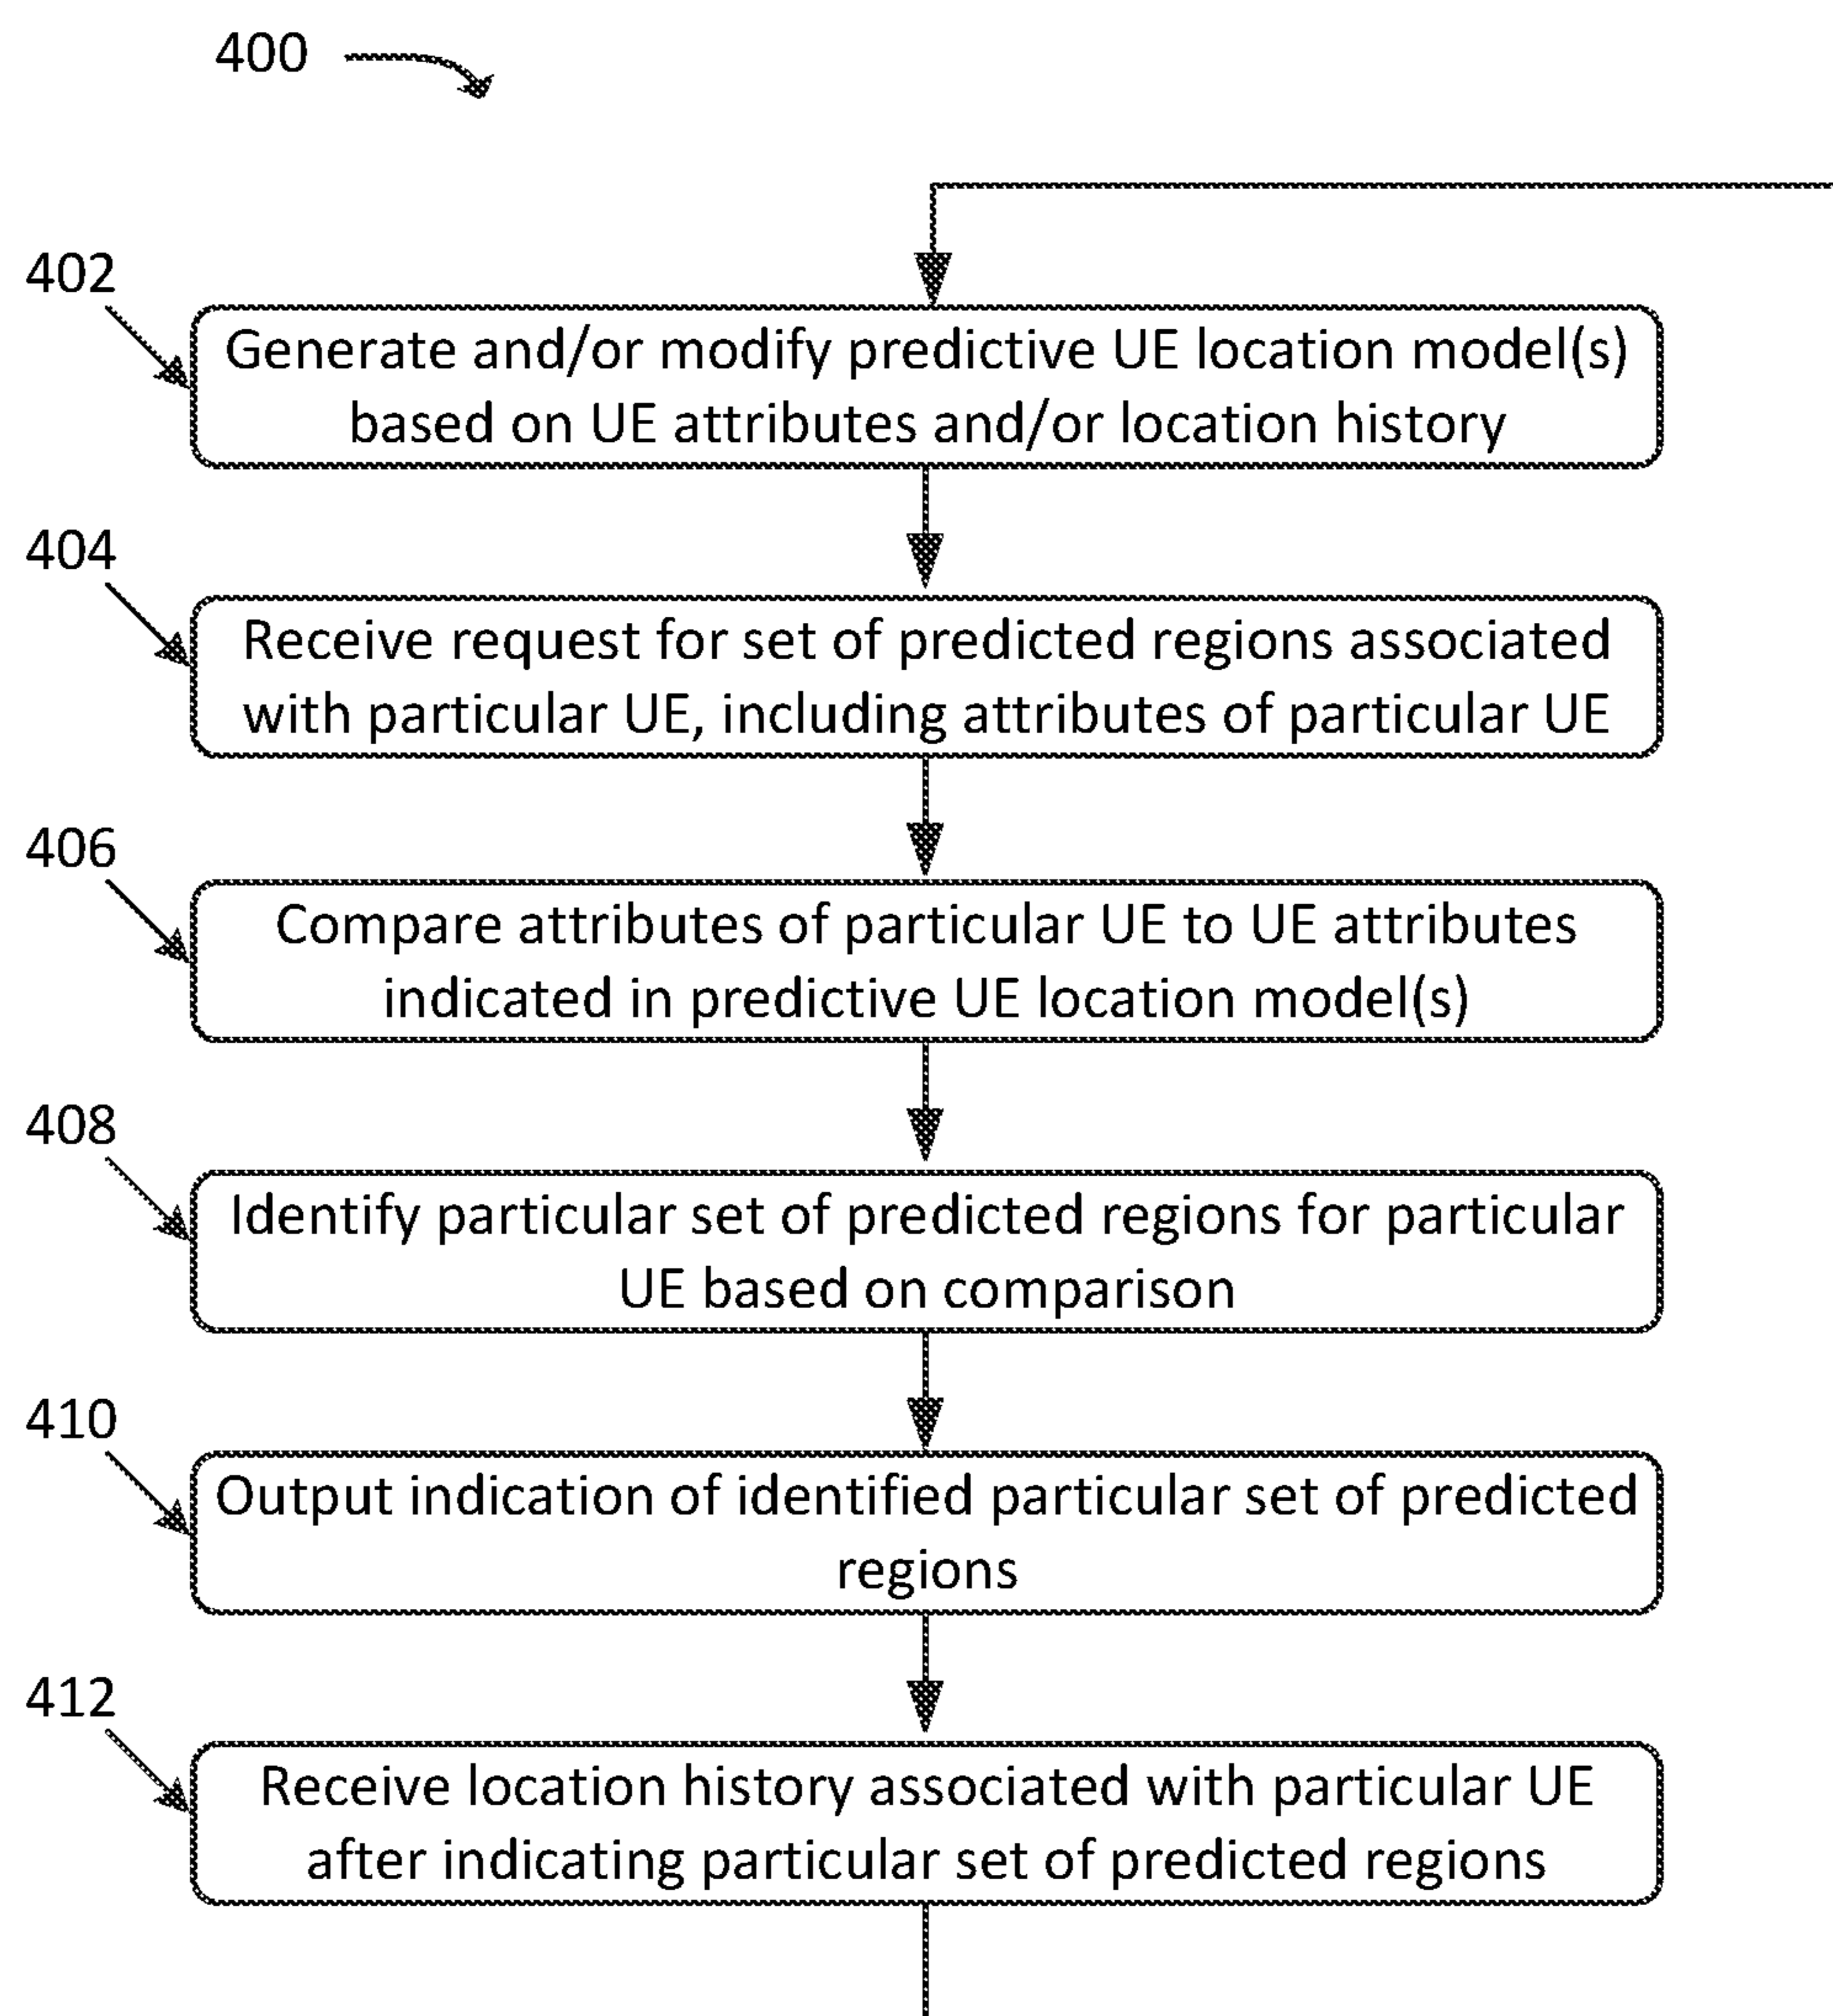 400
402
Generate and/or modify predictive UE location model(s)
based on UE attributes and/or location history
404
Receive request for set of predicted regions associated
with particular UE, including attributes of particular UE
406
Compare attributes of particular UE to UE attributes
indicated in predictive UE location model(s)
408
Identify particular set of predicted regions for particular
UE based on comparison
410
Output indication of identified particular set of predicted
regions
412
Receive location history associated with particular UE
after indicating particular set of predicted regions